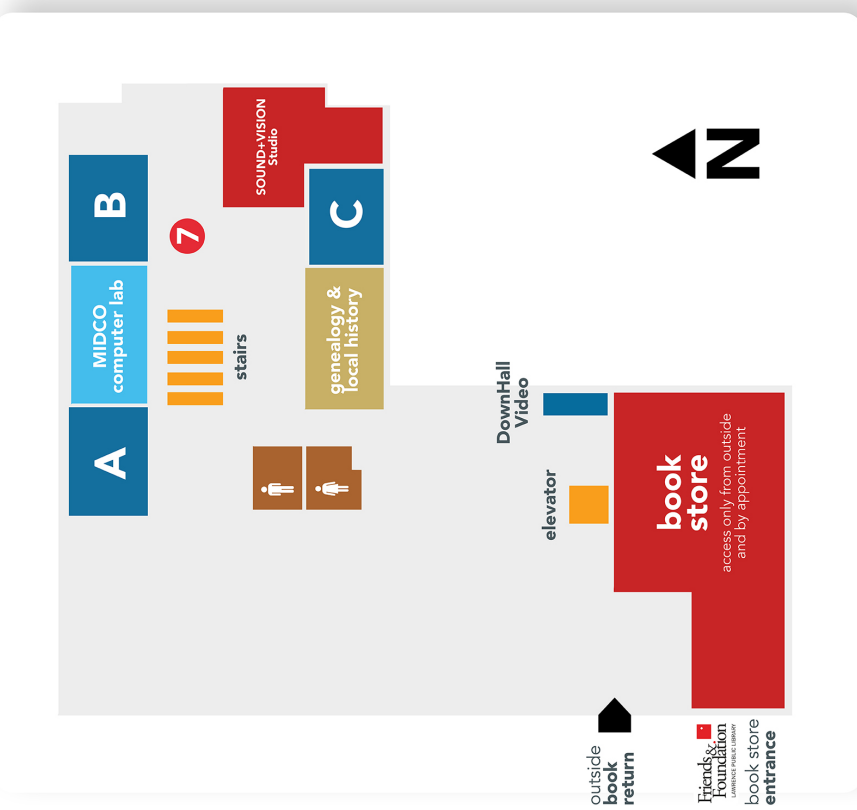 SOUND+VISION
Studio
B
7
C
MIDCO
computer lab
stairs
genealogy &
local history
A
DownHall
Video
elevator
book
store
access only from outside
and by appointment
N
outside
book
return
Friends &
Foundation
LAWRENCE PUBLIC LIBRARY
book store
entrance